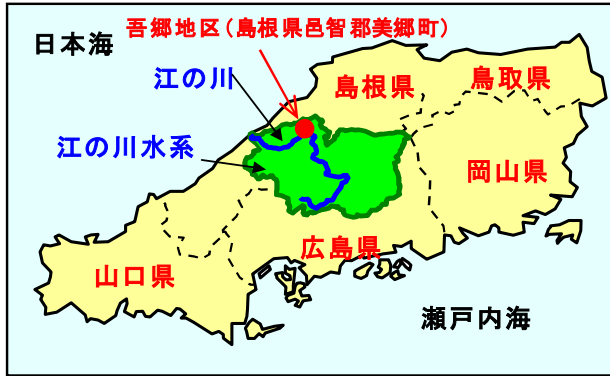 吾郷地区（島根県邑智郡美郷町）
日本海
江の川
島根県
鳥取県
江の川水系
岡山県
広島県
山口県
瀬戸内海